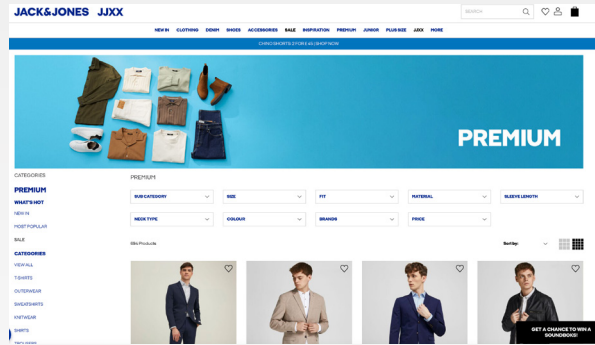 JACK&JONES JJXX
SEARCH
NEW IN CLOTHING DENIM SHOES ACCESSORIES SALE INSPIRATION PREMIUM JUNIOR PLUS SIZE JJXX MORE
CHINO SHORTS 2 FOR £45 | SHOP NOW
PREMIUM
CATEGORIES
PREMIUM
WHAT'S HOT
NEW IN
MOST POPULAR
SALE
CATEGORIES
VIEW ALL
T-SHIRTS
OUTERWEAR
SWEATSHIRTS
KNITWEAR
SHIRTS
TROUSERS
PREMIUM
SUB CATEGORY
SIZE
FIT
MATERIAL
SLEEVE LENGTH
NECK TYPE
COLOUR
BRANDS
PRICE
Products
Sort by:
GET A CHANCE TO WIN A
SOUNDBOKS!